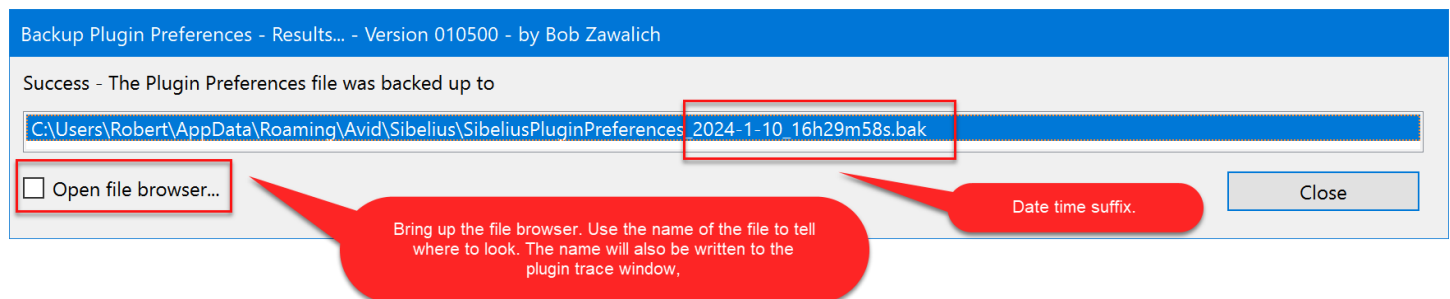 Backup Plugin Preferences - Results... - Version 010500 - by Bob Zawalich
Success - The Plugin Preferences file was backed up to
C:\Users\Robert\AppData\Roaming\Avid\Sibelius\SibeliusPluginPreferences_2024-1-10_16h29m58s.bak
Open file browser...
Bring up the file browser. Use the name of the file to tell
where to look. The name will also be written to the
plugin trace window,
Date time suffix.
Close